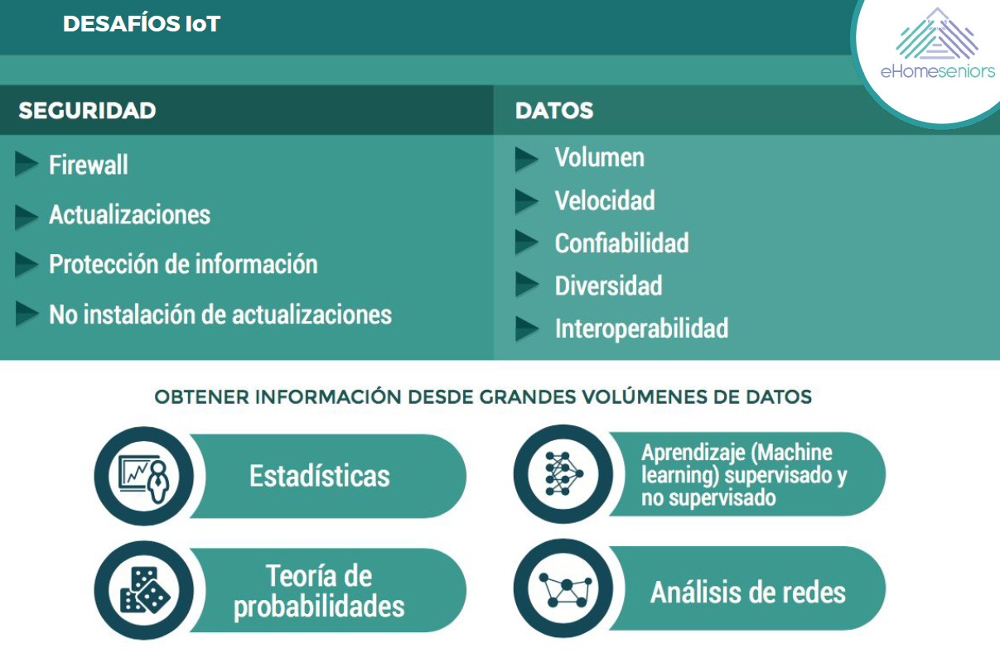 DESAFÍOS IoT
eHomeseniors
SEGURIDAD
Firewall
Actualizaciones
Protección de información
No instalación de actualizaciones
DATOS
Volumen
Velocidad
Confiabilidad
Diversidad
Interoperabilidad
OBTENER INFORMACIÓN DESDE GRANDES VOLÚMENES DE DATOS
Estadísticas
Aprendizaje (Machine
learning) supervisado y
no supervisado
Teoría de
probabilidades
Análisis de redes